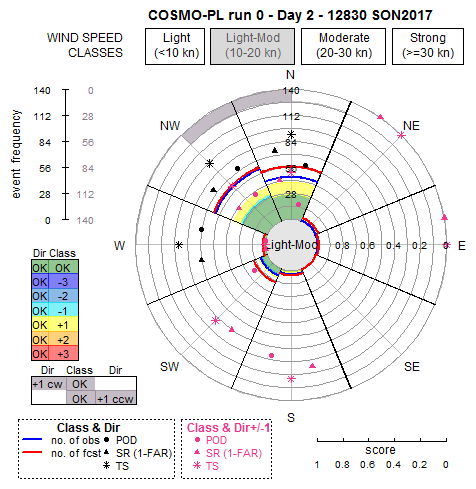 COSMO-PL run 0 - Day 2 - 12830 SON2017
WIND SPEED CLASSES
Light (<10 kn)
Light-Mod (10-20 kn)
Moderate (20-30 kn)
Strong (>=30 kn)
event frequency
140 0
112 28
84 56
56 84
28 112
0 140
N
NE
E
SE
S
SW
W
NW
140
112
84
28
Light-Mod
0.8 0.6 0.4 0.2 0
Dir Class
OK OK
OK -3
OK -2
OK -1
OK +1
OK +2
OK +3
Dir Class Dir
+1 cw OK
OK +1 ccw
Class & Dir
no. of obs POD
no. of fcst SR (1-FAR)
TS
Class & Dir+/-1
POD
SR (1-FAR)
TS
score
1 0.8 0.6 0.4 0.2 0